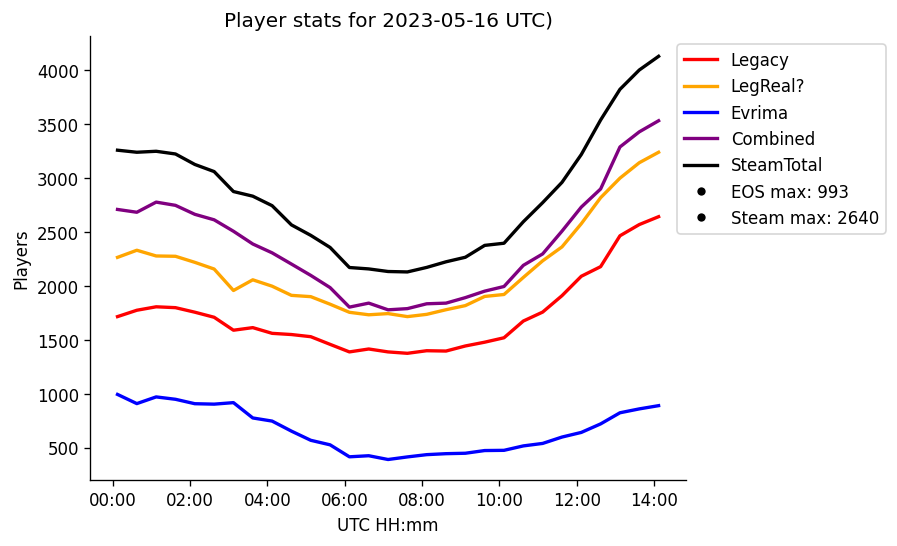 Player stats for 2023-05-16 UTC)
4000
3500
3000
2500
2000
1500
1000
500
Players
00:00 02:00 04:00 06:00 08:00 10:00 12:00 14:00
UTC HH:mm
Legacy
LegReal?
Evrima
Combined
SteamTotal
EOS max: 993
Steam max: 2640